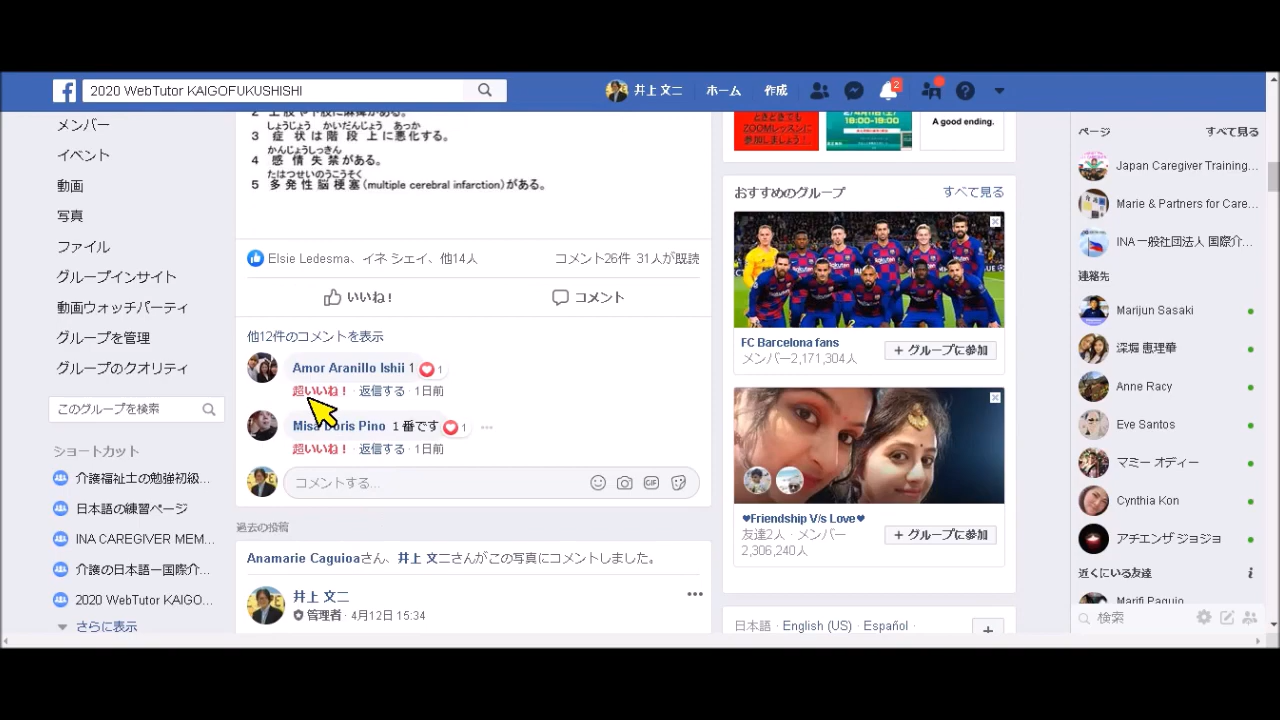 2020 WebTutor KAIGOFUKUSHISHI
井上 文二
ホーム
作成
2
メンバー
イベント
動画
写真
ファイル
グループインサイト
動画ウォッチパーティ
グループを管理
グループのクオリティ
このグループを検索
ショートカット
介護福祉士の勉強初級...
日本語の練習ページ
INA CAREGIVER MEM...
介護の日本語ー国際介...
2020 WebTutor KAIGO...
さらに表示
しょうじょう かいだんじょう あっか
3 症状は階段上に悪化する。
かんじょうしっきん
4 感情失禁がある。
たはつせいのうこうそく
5 多発性脳梗塞(multiple cerebral infarction)がある。
Elsie Ledesma、イネ シェイ、他14人
コメント26件 31人が既読
いいね!
コメント
他12件のコメントを表示
Amor Aranillo Ishii 1
1
超いいね! · 返信する · 1日前
Misa Doris Pino 1番です
1
超いいね! · 返信する · 1日前
コメントする...
GIF
過去の投稿
Anamarie Caguioaさん、井上 文二さんがこの写真にコメントしました。
井上 文二
管理者 · 4月12日 15:34
ときどきでも
ZOOMレッスンに
参加しましょう!
18:00-19:00
A good ending.
おすすめのグループ
すべて見る
FC Barcelona fans
メンバー2,171,304人
+ グループに参加
❤Friendship V/s Love❤
友達2人 · メンバー
2,306,240人
+ グループに参加
日本語 · English (US) · Español ·
+
ページ
すべて見る
Japan Caregiver Training...
Marie & Partners for Care...
INA一般社団法人 国際介...
連絡先
Marijun Sasaki
深堀 恵理華
Anne Racy
Eve Santos
マミー オディー
Cynthia Kon
アチエンザ ジョジョ
近くにいる友達
Marifi Paguio
検索